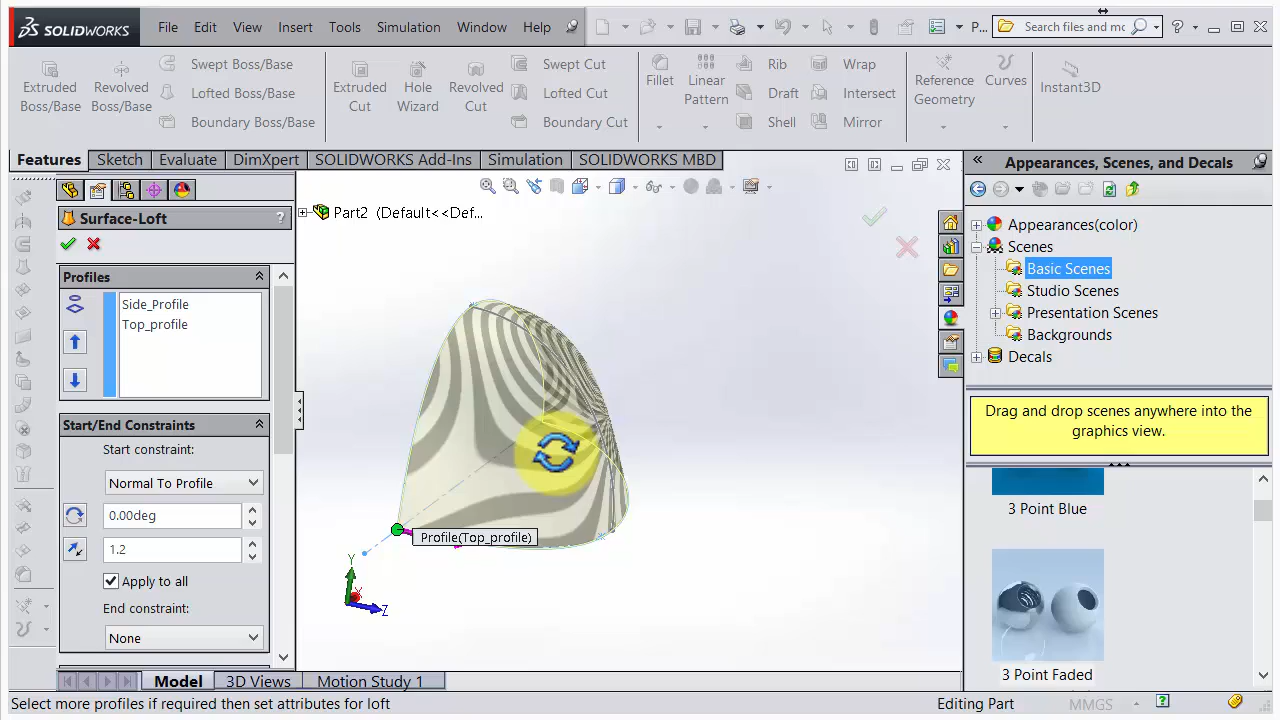 SOLIDWORKS File Edit View Insert Tools Simulation Window Help P... Search files and mc ?
Extruded Boss/Base
Revolved Boss/Base
Swept Boss/Base
Lofted Boss/Base
Boundary Boss/Base
Extruded Cut
Hole Wizard
Revolved Cut
Swept Cut
Lofted Cut
Boundary Cut
Fillet
Linear Pattern
Rib
Draft
Shell
Wrap
Intersect
Mirror
Reference Geometry
Curves
Instant3D
Features Sketch Evaluate DimXpert SOLIDWORKS Add-Ins Simulation SOLIDWORKS MBD
Surface-Loft ?
Profiles
Side_Profile
Top_profile
Start/End Constraints
Start constraint:
Normal To Profile
0.00deg
1.2
Apply to all
End constraint:
None
Part2 (Default<<Def...
Profile(Top_profile)
Y
X
Z
Appearances, Scenes, and Decals
Appearances(color)
Scenes
Basic Scenes
Studio Scenes
Presentation Scenes
Backgrounds
Decals
Drag and drop scenes anywhere into the
graphics view.
3 Point Blue
3 Point Faded
Model 3D Views Motion Study 1
Select more profiles if required then set attributes for loft Editing Part MMGS ?